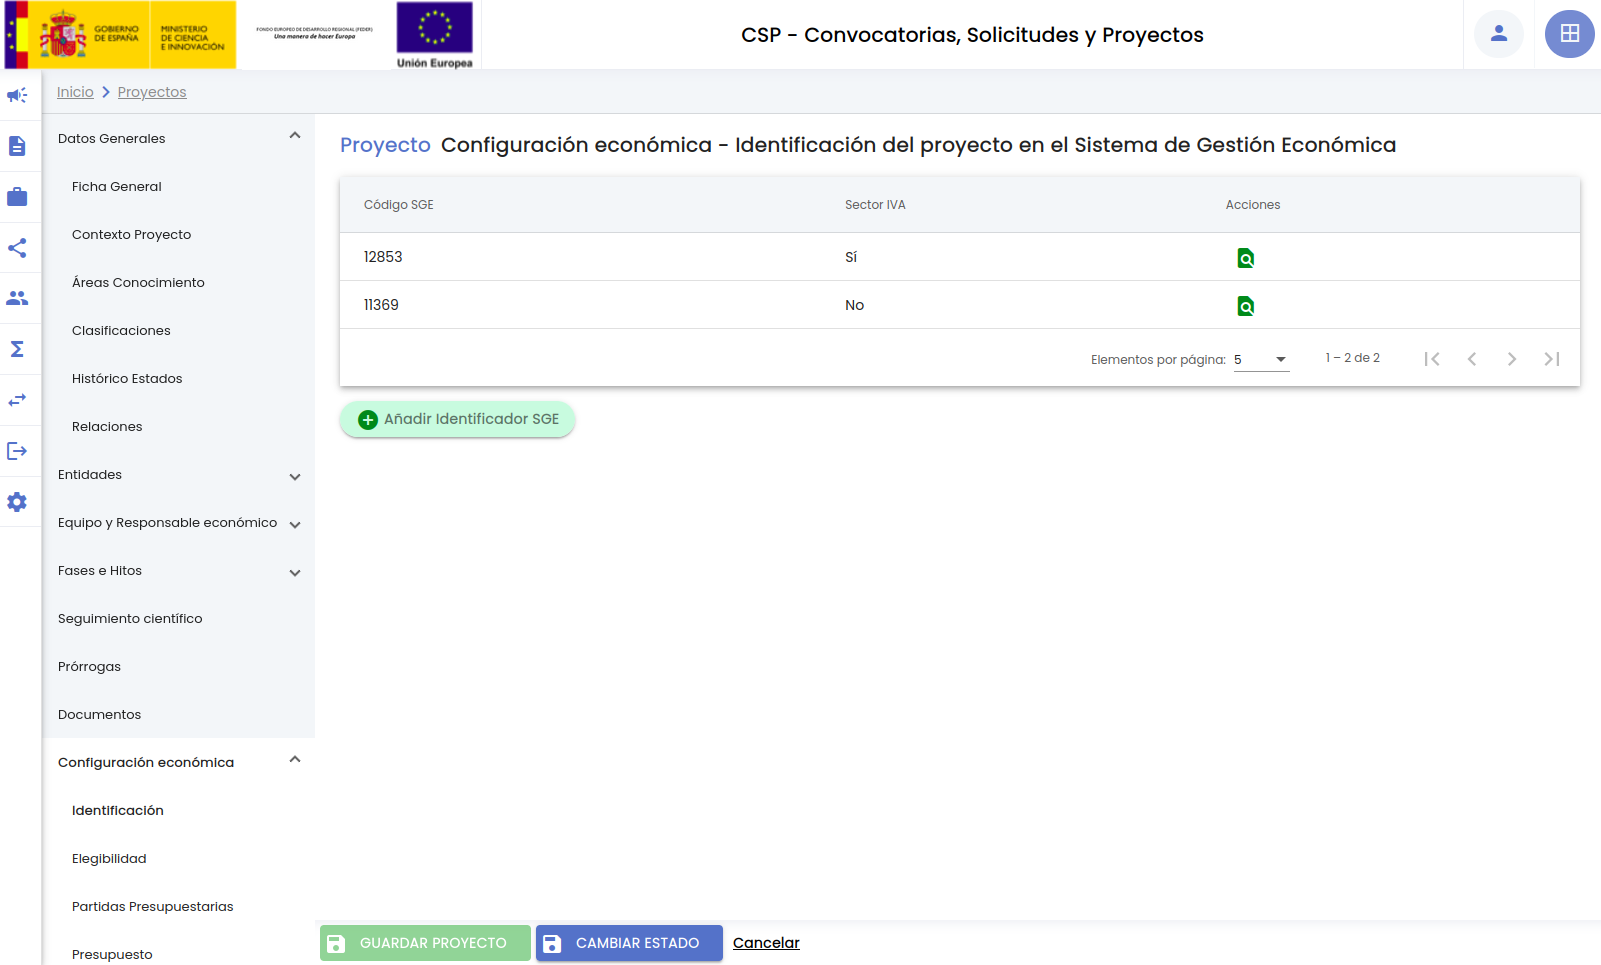 GOBIERNO
DE ESPAÑA
MINISTERIO
DE CIENCIA
E INNOVACIÓN
FONDO EUROPEO DE DESARROLLO REGIONAL (FEDER)
Una manera de hacer Europa
Unión Europea
CSP - Convocatorias, Solicitudes y Proyectos
Inicio
Proyectos
Datos Generales
Ficha General
Contexto Proyecto
Áreas Conocimiento
Clasificaciones
Histórico Estados
Relaciones
Entidades
Equipo y Responsable económico
Fases e Hitos
Seguimiento científico
Prórrogas
Documentos
Configuración económica
Identificación
Elegibilidad
Partidas Presupuestarias
Presupuesto
Proyecto Configuración económica - Identificación del proyecto en el Sistema de Gestión Económica
Código SGE Sector IVA Acciones
12853 Sí
11369 No
Elementos por página: 5 1 – 2 de 2
Añadir Identificador SGE
GUARDAR PROYECTO CAMBIAR ESTADO Cancelar